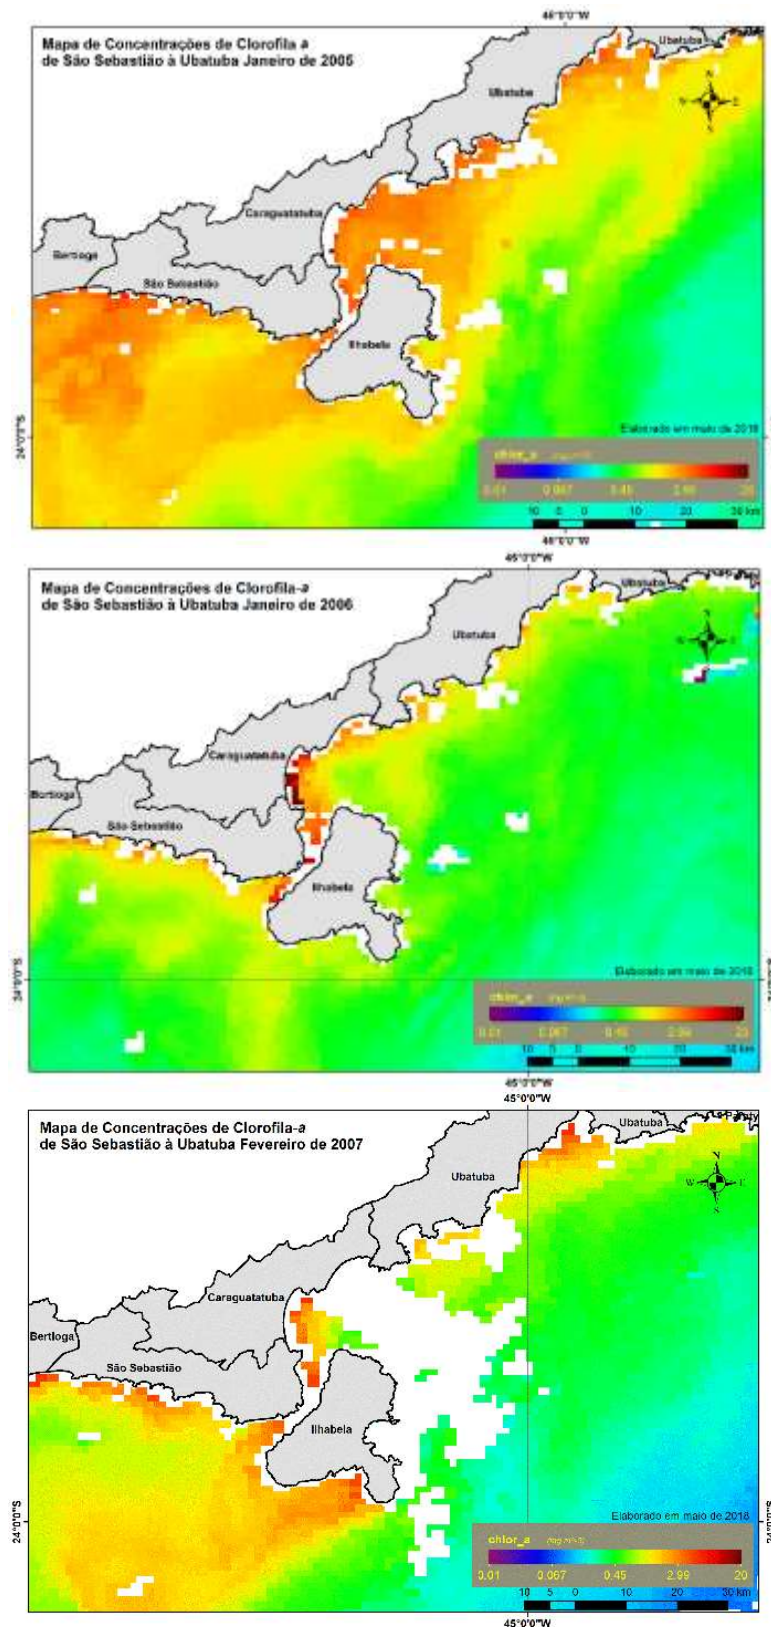 45°0'0"W
Mapa de Concentrações de Clorofila a
de São Sebastião à Ubatuba Janeiro de 2005
Ubatuba
Ubatuba
N
W E
S
Caraguatatuba
Bertioga
São Sebastião
Ilhabela
24°0'0"S
Elaborado em maio de 2018
chlor_a
0.01 0.067 0.45 2.99 20
10 5 0 10 20 30 km
45°0'0"W
45°0'0"W
Mapa de Concentrações de Clorofila-a
de São Sebastião à Ubatuba Janeiro de 2006
Ubatuba
Ubatuba
N
W E
S
Caraguatatuba
Bertioga
São Sebastião
Ilhabela
24°0'0"S
Elaborado em maio de 2018
chlor_a
0.01 0.067 0.45 2.99 20
10 5 0 10 20 30 km
45°0'0"W
45°0'0"W
Mapa de Concentrações de Clorofila-a
de São Sebastião à Ubatuba Fevereiro de 2007
Paraty
Ubatuba
Ubatuba
N
W E
S
Caraguatatuba
Bertioga
São Sebastião
Ilhabela
24°0'0"S
Elaborado em maio de 2018
chlor_a (mg.m^-3)
0.01 0.067 0.45 2.99 20
10 5 0 10 20 30 km
45°0'0"W